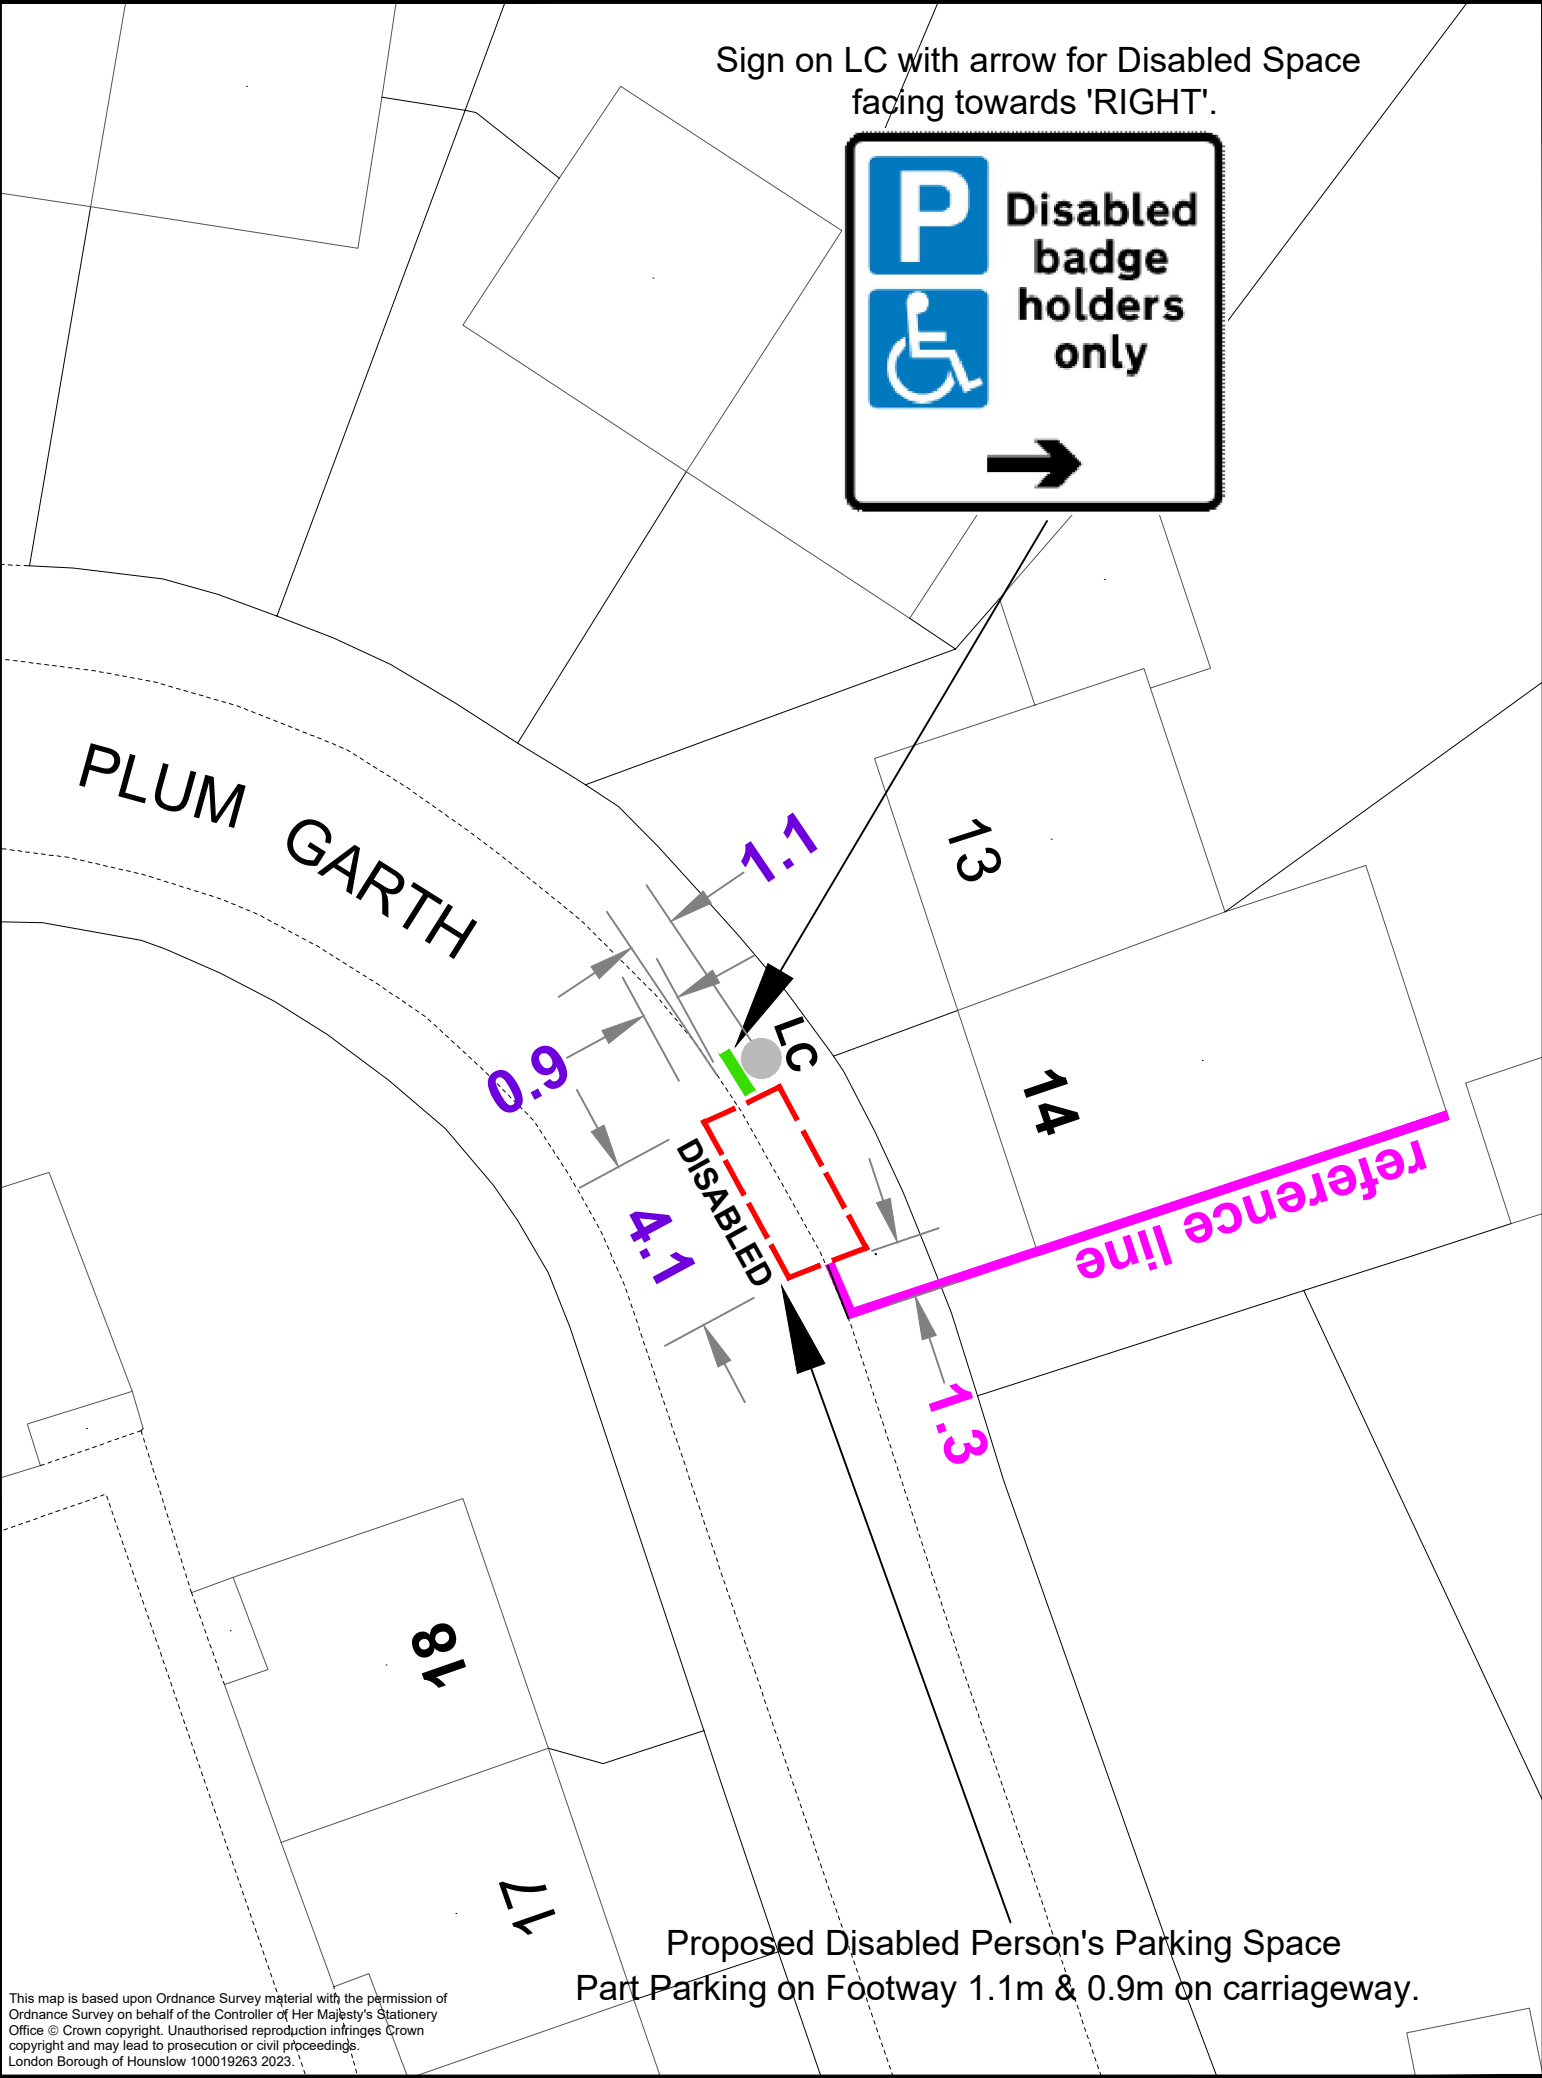 Sign on LC with arrow for Disabled Space
facing towards 'RIGHT'.
P
Disabled
badge
holders
only
PLUM GARTH
1.1
13
LC
0.9
14
DISABLED
reference line
4.1
1.3
18
17
Proposed Disabled Person's Parking Space
Part Parking on Footway 1.1m & 0.9m on carriageway.
This map is based upon Ordnance Survey material with the permission of
Ordnance Survey on behalf of the Controller of Her Majesty's Stationery
Office © Crown copyright. Unauthorised reproduction infringes Crown
copyright and may lead to prosecution or civil proceedings.
London Borough of Hounslow 100019263 2023.